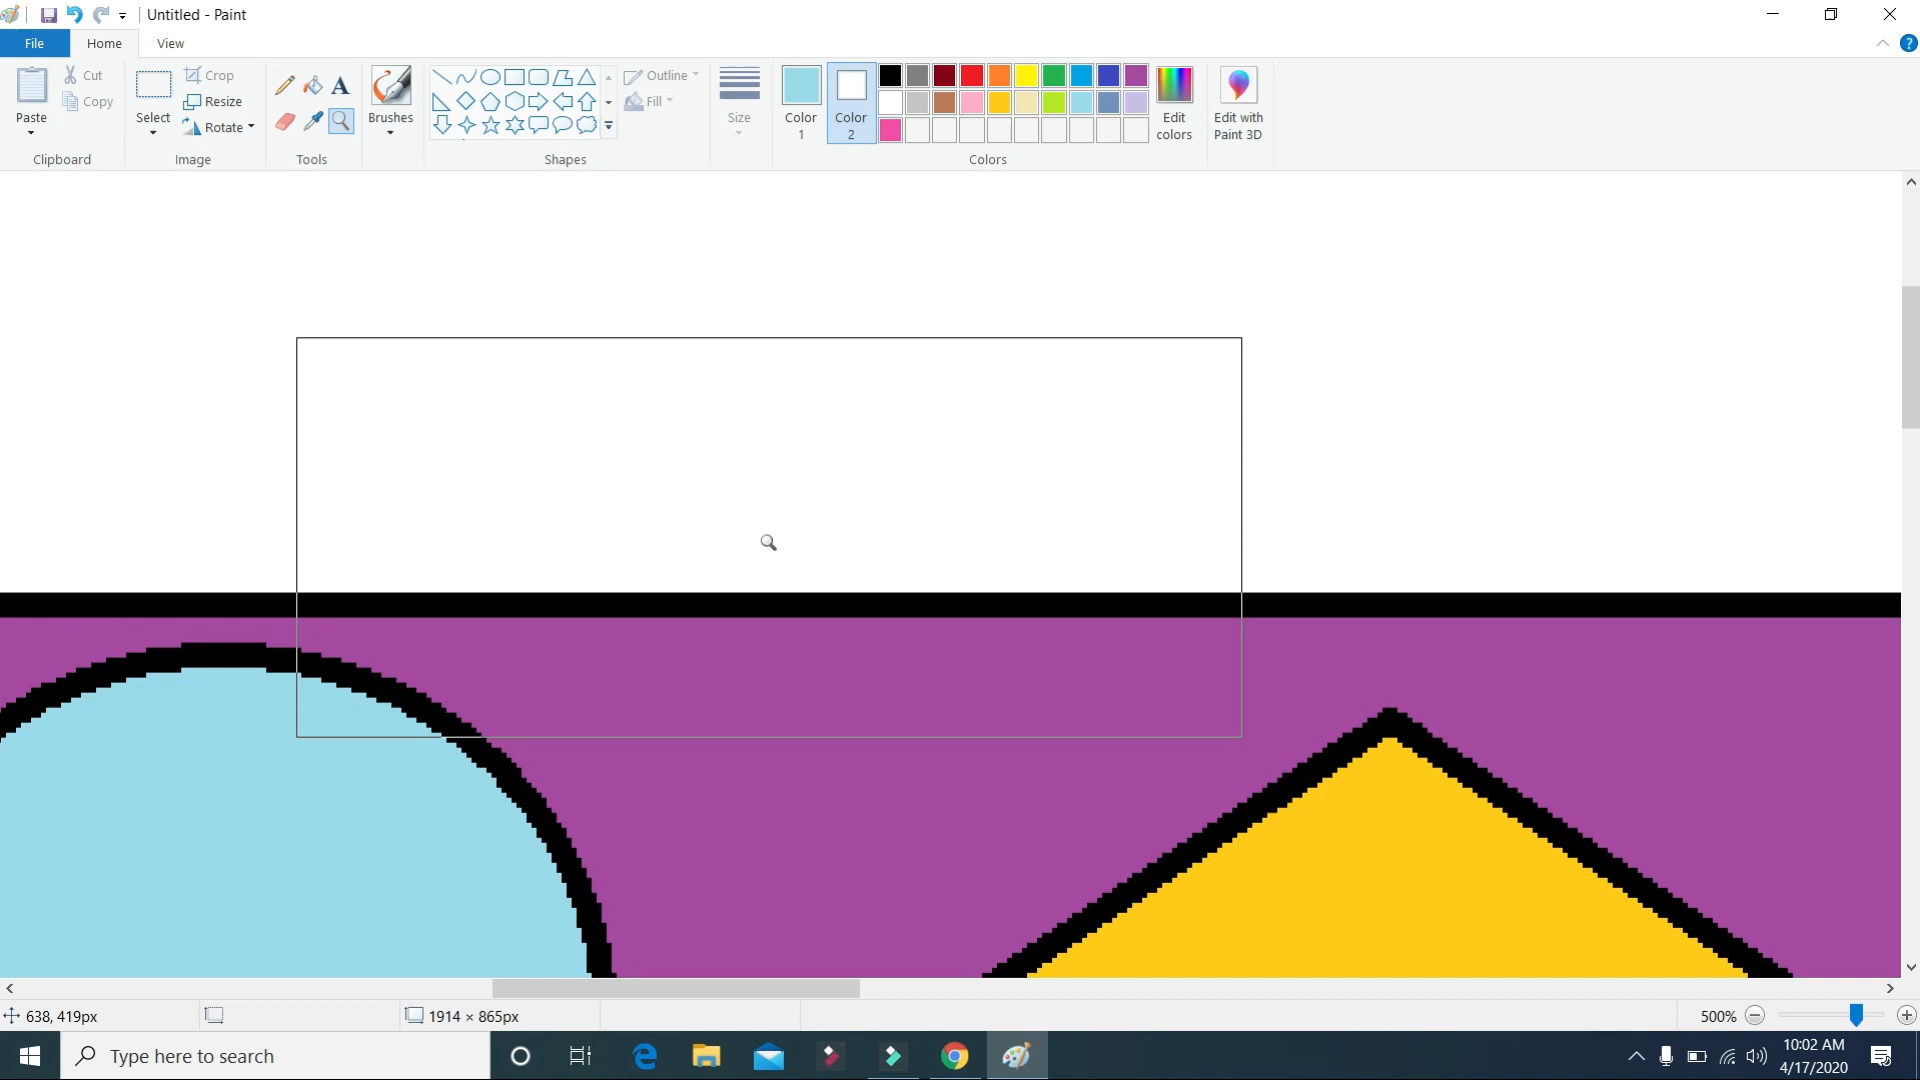 Untitled - Paint
File Home View
Paste Cut Copy
Clipboard
Select Crop Resize Rotate
Image
A
Tools
Brushes
Outline Fill
Shapes
Size
Color 1
Color 2
Edit colors
Colors
Edit with Paint 3D
?
638, 419px
1914 × 865px
500%
Type here to search
10:02 AM
4/17/2020